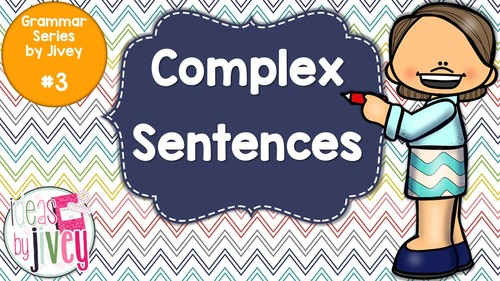 Grammar
Series
by Jivey
#3
Complex
Sentences
ideas
by
jivey